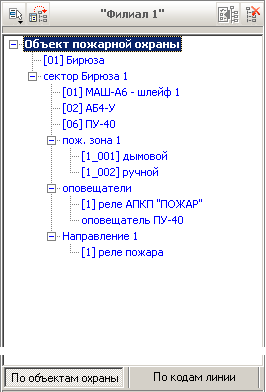 "Филиал 1"
Объект пожарной охраны
[01] Бирюза
сектор Бирюза 1
[01] МАШ-А6 - шлейф 1
[02] АБ4-У
[06] ПУ-40
пож. зона 1
[1_001] дымовой
[1_002] ручной
оповещатели
[1] реле АПКП "ПОЖАР"
оповещатель ПУ-40
Направление 1
[1] реле пожара
По объектам охраны
По кодам линии